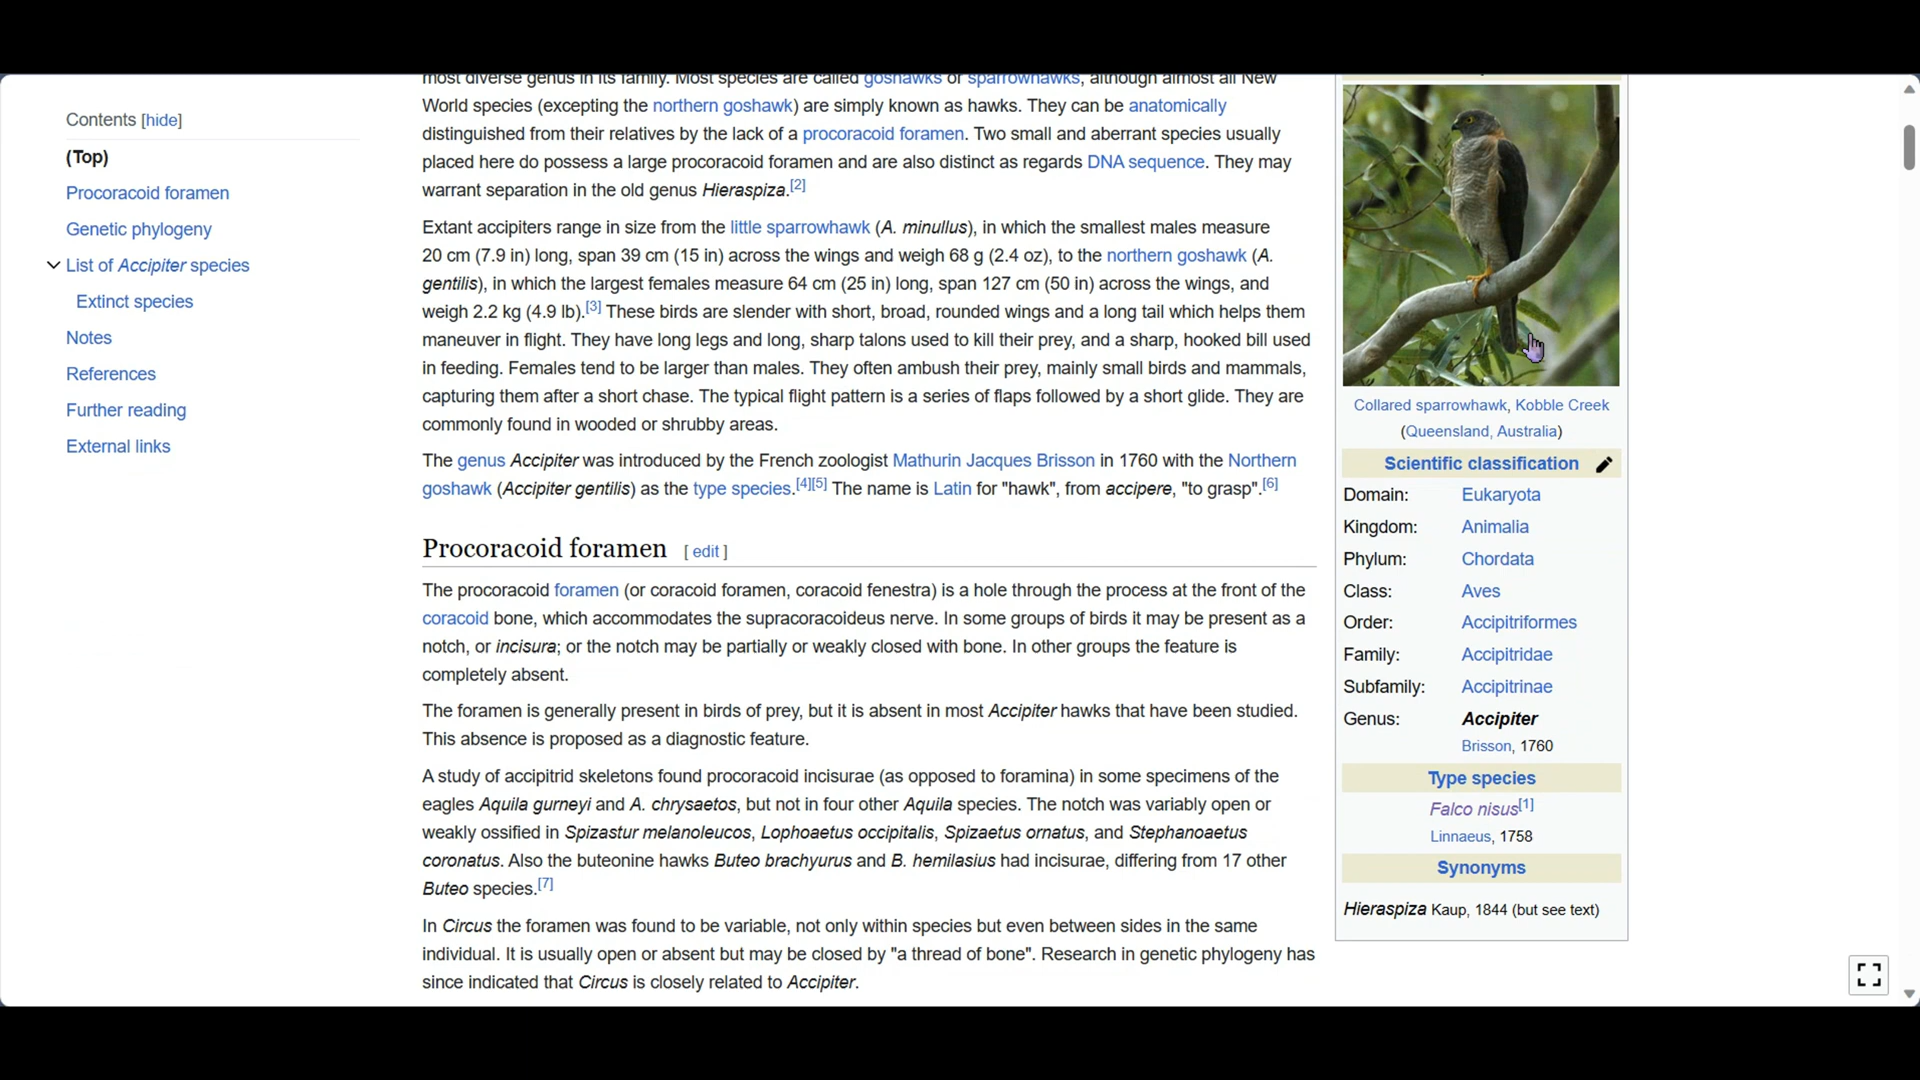 Contents [hide]
(Top)
Procoracoid foramen
Genetic phylogeny
List of Accipiter species
Extinct species
Notes
References
Further reading
External links
most diverse genus in its family. Most species are called goshawks or sparrowhawks, although almost all New
World species (excepting the northern goshawk) are simply known as hawks. They can be anatomically
distinguished from their relatives by the lack of a procoracoid foramen. Two small and aberrant species usually
placed here do possess a large procoracoid foramen and are also distinct as regards DNA sequence. They may
warrant separation in the old genus Hieraspiza.[2]
Extant accipiters range in size from the little sparrowhawk (A. minullus), in which the smallest males measure
20 cm (7.9 in) long, span 39 cm (15 in) across the wings and weigh 68 g (2.4 oz), to the northern goshawk (A.
gentilis), in which the largest females measure 64 cm (25 in) long, span 127 cm (50 in) across the wings, and
weigh 2.2 kg (4.9 lb).[3] These birds are slender with short, broad, rounded wings and a long tail which helps them
maneuver in flight. They have long legs and long, sharp talons used to kill their prey, and a sharp, hooked bill used
in feeding. Females tend to be larger than males. They often ambush their prey, mainly small birds and mammals,
capturing them after a short chase. The typical flight pattern is a series of flaps followed by a short glide. They are
commonly found in wooded or shrubby areas.
The genus Accipiter was introduced by the French zoologist Mathurin Jacques Brisson in 1760 with the Northern
goshawk (Accipiter gentilis) as the type species.[4][5] The name is Latin for "hawk", from accipere, "to grasp".[6]
Procoracoid foramen [ edit ]
The procoracoid foramen (or coracoid foramen, coracoid fenestra) is a hole through the process at the front of the
coracoid bone, which accommodates the supracoracoideus nerve. In some groups of birds it may be present as a
notch, or incisura; or the notch may be partially or weakly closed with bone. In other groups the feature is
completely absent.
The foramen is generally present in birds of prey, but it is absent in most Accipiter hawks that have been studied.
This absence is proposed as a diagnostic feature.
A study of accipitrid skeletons found procoracoid incisurae (as opposed to foramina) in some specimens of the
eagles Aquila gurneyi and A. chrysaetos, but not in four other Aquila species. The notch was variably open or
weakly ossified in Spizastur melanoleucos, Lophoaetus occipitalis, Spizaetus ornatus, and Stephanoaetus
coronatus. Also the buteonine hawks Buteo brachyurus and B. hemilasius had incisurae, differing from 17 other
Buteo species.[7]
In Circus the foramen was found to be variable, not only within species but even between sides in the same
individual. It is usually open or absent but may be closed by "a thread of bone". Research in genetic phylogeny has
since indicated that Circus is closely related to Accipiter.
Collared sparrowhawk, Kobble Creek
(Queensland, Australia)
Scientific classification
Domain: Eukaryota
Kingdom: Animalia
Phylum: Chordata
Class: Aves
Order: Accipitriformes
Family: Accipitridae
Subfamily: Accipitrinae
Genus: Accipiter
Brisson, 1760
Type species
Falco nisus[1]
Linnaeus, 1758
Synonyms
Hieraspiza Kaup, 1844 (but see text)